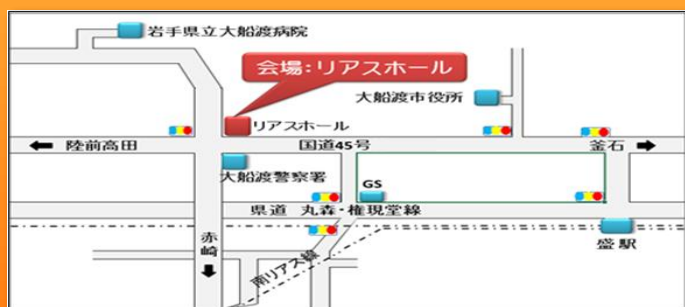 岩手県立大船渡病院
会場:リアスホール
大船渡市役所
リアスホール
陸前高田
国道45号
釜石
大船渡警察署
GS
県道 丸森・権現堂線
赤崎
盛駅
南リアス線